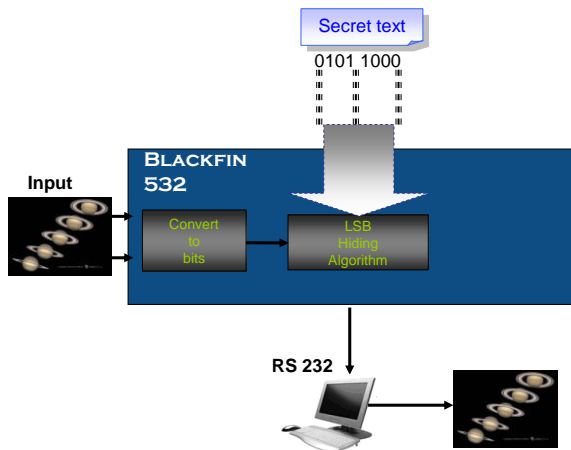 Secret text
0101 1000
BLACKFIN
532
Input
Convert
to
bits
LSB
Hiding
Algorithm
RS 232